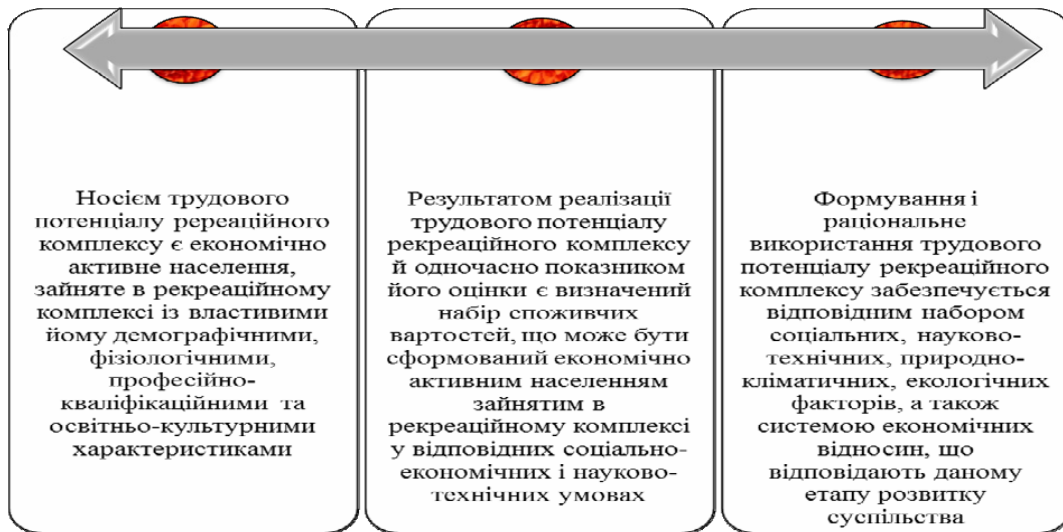 Носієм трудового
потенціалу ререаційного
комплексу є економічно
активне населення,
зайняте в рекреаційному
комплексі із властивими
йому демографічними,
фізіологічними,
професійно-
кваліфікаційними та
освітньо-культурними
характеристиками
Результатом реалізації
трудового потенціалу
рекреаційного комплексу
й одночасно показником
його оцінки є визначений
набір споживчих
вартостей, що може бути
сформований економічно
активним населенням
зайнятим в
рекреаційному комплексі
у відповідних соціально-
економічних і науково-
технічних умовах
Формування і
раціональне
використання трудового
потенціалу рекреаційного
комплексу забезпечується
відповідним набором
соціальних, науково-
технічних, природно-
кліматичних, екологічних
факторів, а також
системою економічних
відносин, що
відповідають даному
етапу розвитку
суспільства